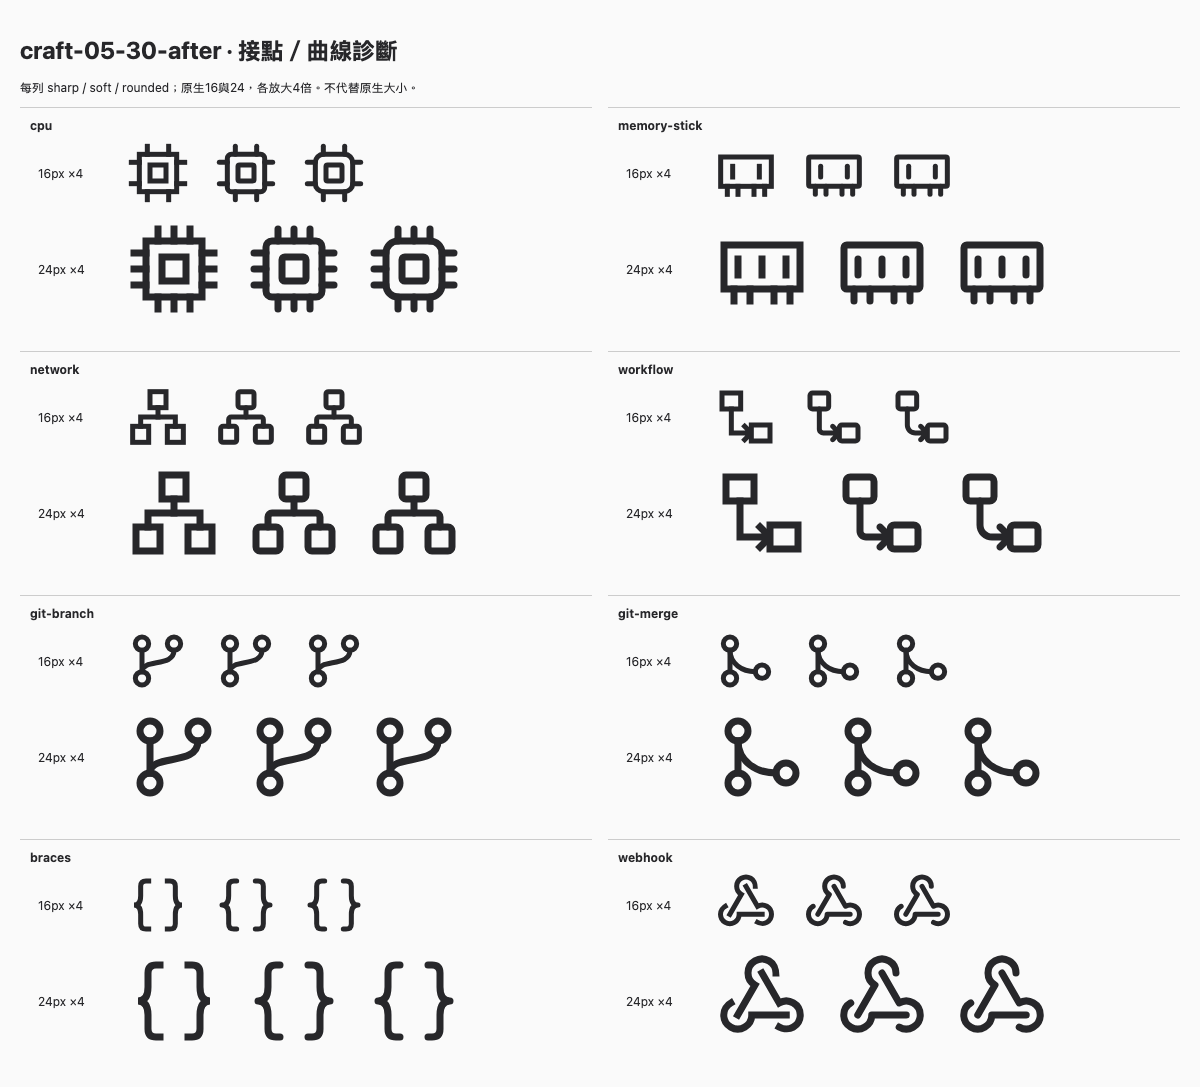 craft-05-30-after · 接點 / 曲線診斷
每列 sharp / soft / rounded；原生16與24，各放大4倍。不代替原生大小。
cpu
16px ×4
24px ×4
memory-stick
16px ×4
24px ×4
network
16px ×4
24px ×4
workflow
16px ×4
24px ×4
git-branch
16px ×4
24px ×4
git-merge
16px ×4
24px ×4
braces
16px ×4
24px ×4
webhook
16px ×4
24px ×4